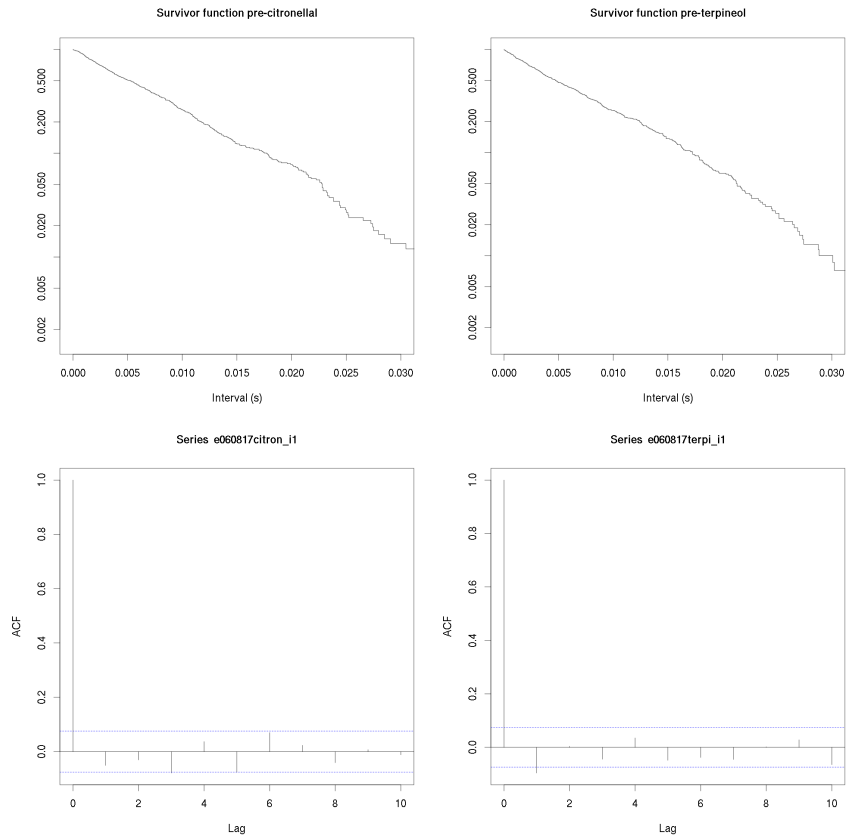 Survivor function pre-citronellal
0.500
0.200
0.050
0.020
0.005
0.002
0.000 0.005 0.010 0.015 0.020 0.025 0.030
Interval (s)
Survivor function pre-terpineol
0.500
0.200
0.050
0.020
0.005
0.002
0.000 0.005 0.010 0.015 0.020 0.025 0.030
Interval (s)
Series e060817citron_i1
ACF
1.0
0.8
0.6
0.4
0.2
0.0
0 2 4 6 8 10
Lag
Series e060817terpi_i1
ACF
1.0
0.8
0.6
0.4
0.2
0.0
0 2 4 6 8 10
Lag